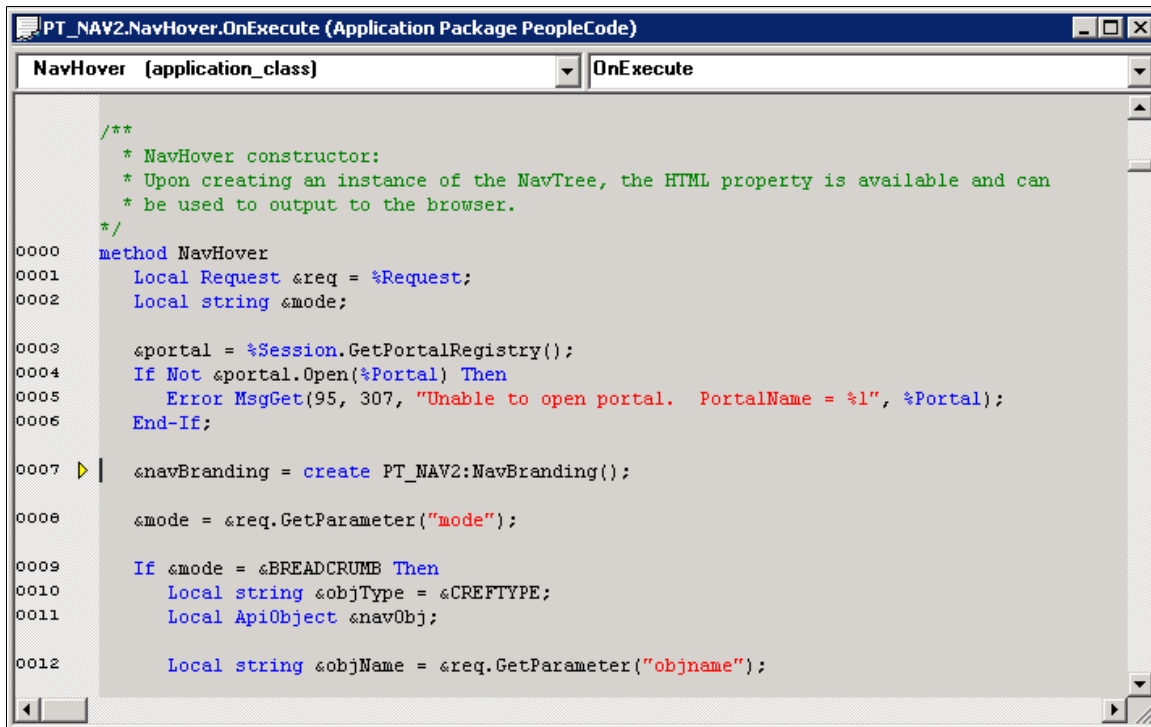 PT_NAV2.NavHover.OnExecute (Application Package PeopleCode)
NavHover (application_class) OnExecute
/**
* NavHover constructor:
* Upon creating an instance of the NavTree, the HTML property is available and can
* be used to output to the browser.
*/
0000 method NavHover
0001 Local Request &req = %Request;
0002 Local string &mode;
0003 &portal = %Session.GetPortalRegistry();
0004 If Not &portal.Open(%Portal) Then
0005 Error MsgGet(95, 307, "Unable to open portal.  PortalName = %1", %Portal);
0006 End-If;
0007 &navBranding = create PT_NAV2:NavBranding();
0008 &mode = &req.GetParameter("mode");
0009 If &mode = &BREADCRUMB Then
0010 Local string &objType = &CREFTYPE;
0011 Local ApiObject &navObj;
0012 Local string &objName = &req.GetParameter("objname");